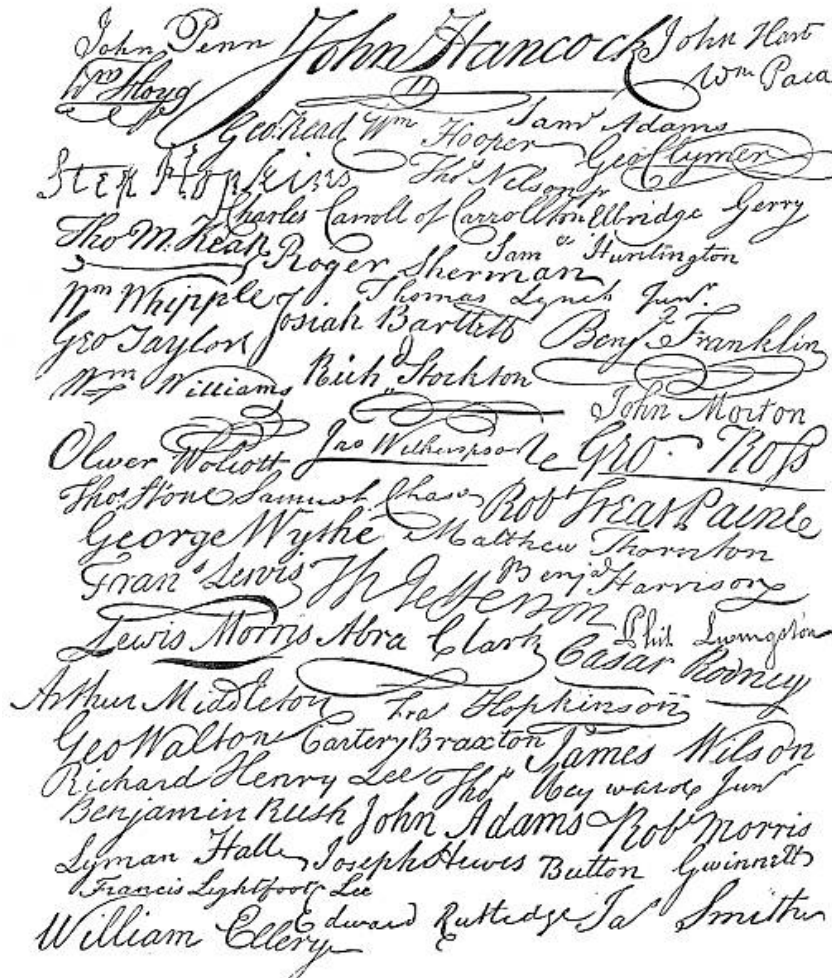 John Penn John Hancock John Hart
Wm Floyd Wm Paca
Geo. Read Wm Hooper Saml Adams
Step Hopkins Thos Nelson jr Geo Clymer
Charles Carroll of Carrollton Elbridge Gerry
Tho M. Kean Roger Sherman Saml Huntington
Wm Whipple Thomas Lynch Junr.
Geo Taylor Josiah Bartlett Benj Franklin
Wm Williams Richd Stockton John Morton
Oliver Wolcott Jno Witherspoon Geo. Ross
Thos Stone Samuel Chase Robt Treat Paine
George Wythe Matthew Thornton
Frans Lewis Th Jefferson Benj Harrison
Lewis Morris Abra Clark Phil Livingston
Cæsar Rodney
Arthur Middleton Fras Hopkinson
Geo Walton Carter Braxton James Wilson
Richard Henry Lee Thos Heyward Junr
Benjamin Rush John Adams Robt Morris
Lyman Hall Joseph Hewes Button Gwinnett
Francis Lightfoot Lee
William Ellery Edward Rutledge Jas Smith